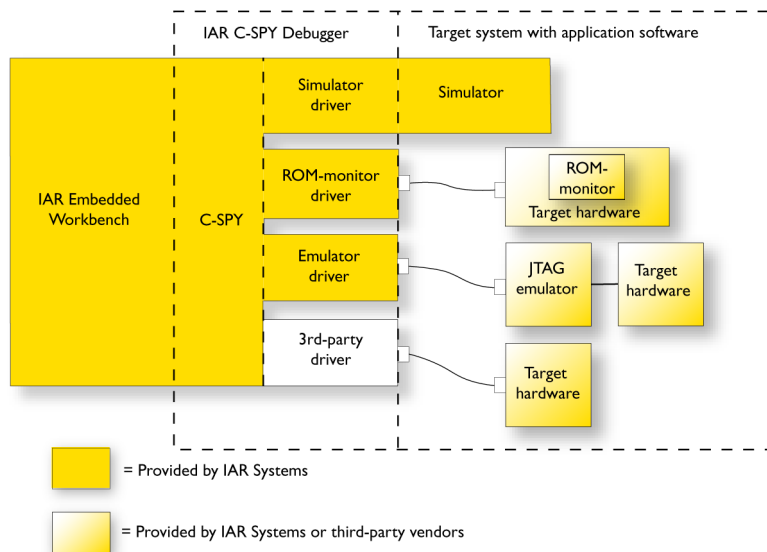 IAR C-SPY Debugger
Target system with application software
Simulator
driver
Simulator
ROM-monitor
driver
ROM-
monitor
Target hardware
IAR Embedded
Workbench
C-SPY
Emulator
driver
JTAG
emulator
Target
hardware
3rd-party
driver
Target
hardware
= Provided by IAR Systems
= Provided by IAR Systems or third-party vendors